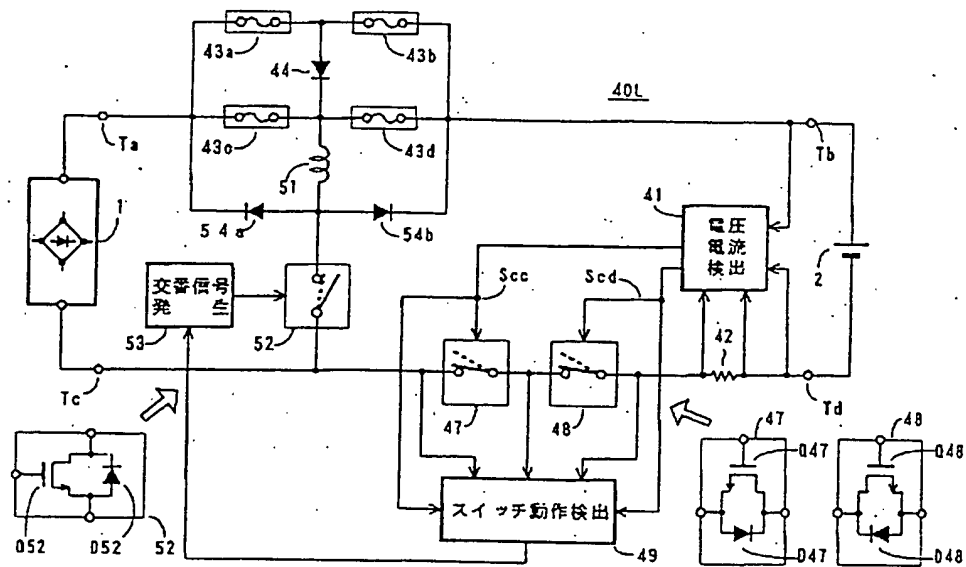 43a
43b
44
40L
Ta
43c
43d
Tb
51
41
1
54a
54b
電圧
電流
検出
2
交番信号
発生
Scc
Scd
53
52
42
Tc
47
48
Td
47
48
Q47
Q48
スイッチ動作検出
Q52
D52
52
49
D47
D48